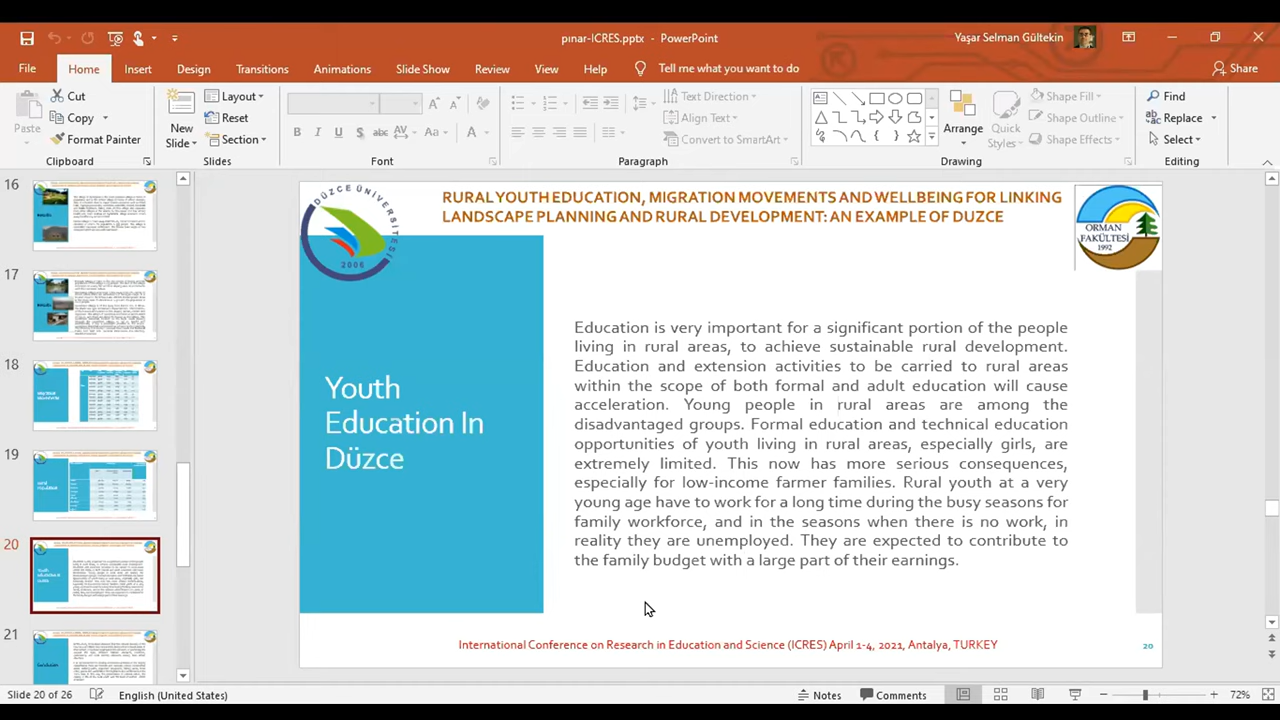 pınar-ICRES.pptx - PowerPoint
Yaşar Selman Gültekin
File Home Insert Design Transitions Animations Slide Show Review View Help Tell me what you want to do Share
Cut
Copy
Format Painter
Paste
Clipboard
New Slide
Layout
Reset
Section
Slides
Font
Text Direction
Align Text
Convert to SmartArt
Paragraph
Arrange
Quick Styles
Shape Fill
Shape Outline
Shape Effects
Drawing
Find
Replace
Select
Editing
16
17
18
19
20
21
DÜZCE ÜNİVERSİTESİ
2006
RURAL YOUTH EDUCATION, MIGRATION MOVEMENTS AND WELLBEING FOR LINKING
LANDSCAPE PLANNING AND RURAL DEVELOPMENT: AN EXAMPLE OF DUZCE
ORMAN
FAKÜLTESİ
1992
Youth
Education In
Düzce
Education is very important for a significant portion of the people
living in rural areas, to achieve sustainable rural development.
Education and extension activities to be carried to rural areas
within the scope of both formal and adult education will cause
acceleration. Young people in rural areas are among the
disadvantaged groups. Formal education and technical education
opportunities of youth living in rural areas, especially girls, are
extremely limited. This now has more serious consequences,
especially for low-income farmer families. Rural youth at a very
young age have to work for a long time during the busy seasons for
family workforce, and in the seasons when there is no work, in
reality they are unemployed. They are expected to contribute to
the family budget with a large part of their earnings.
International Conference on Research in Education and Science April 1-4, 2021, Antalya, TURKEY
20
Slide 20 of 26
English (United States)
Notes
Comments
72%